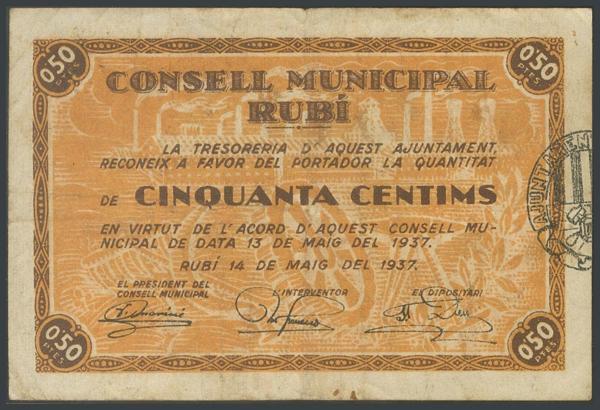 0'50 PTES
0'50 PTES
CONSELL MUNICIPAL
RUBÍ
LA TRESORERIA D'AQUEST AJUNTAMENT,
RECONEIX A FAVOR DEL PORTADOR LA QUANTITAT
DE CINQUANTA CENTIMS
EN VIRTUT DE L'ACORD D'AQUEST CONSELL MU-
NICIPAL DE DATA 13 DE MAIG DEL 1937.
RUBÍ 14 DE MAIG DEL 1937.
EL PRESIDENT DEL
CONSELL MUNICIPAL
L'INTERVENTOR
EL DIPOSITARI
0'50 PTES
0'50 PTES